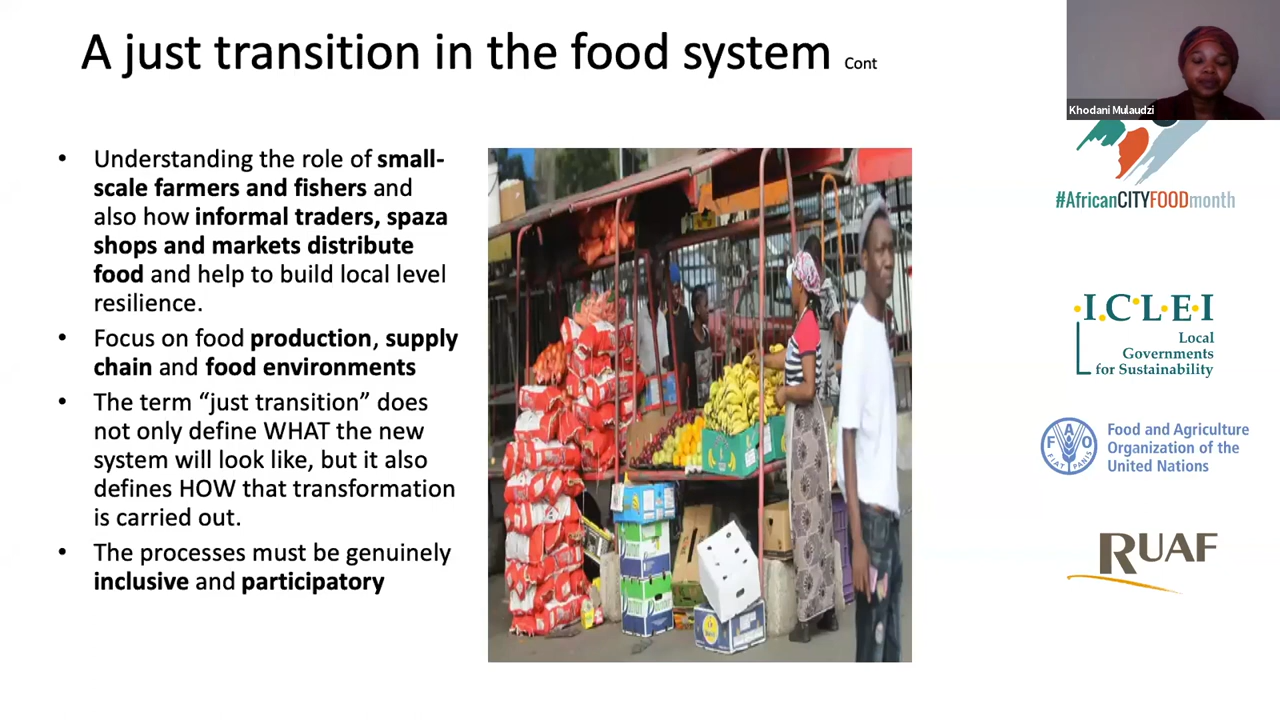 A just transition in the food system Cont
Khodani Mulaudzi
• Understanding the role of small-
scale farmers and fishers and
also how informal traders, spaza
shops and markets distribute
food and help to build local level
resilience.
• Focus on food production, supply
chain and food environments
• The term “just transition” does
not only define WHAT the new
system will look like, but it also
defines HOW that transformation
is carried out.
• The processes must be genuinely
inclusive and participatory
#AfricanCITYFOODmonth
·I.C·L·E·I
Local
Governments
for Sustainability
F A O
FIAT PANIS
Food and Agriculture
Organization of the
United Nations
RUAF